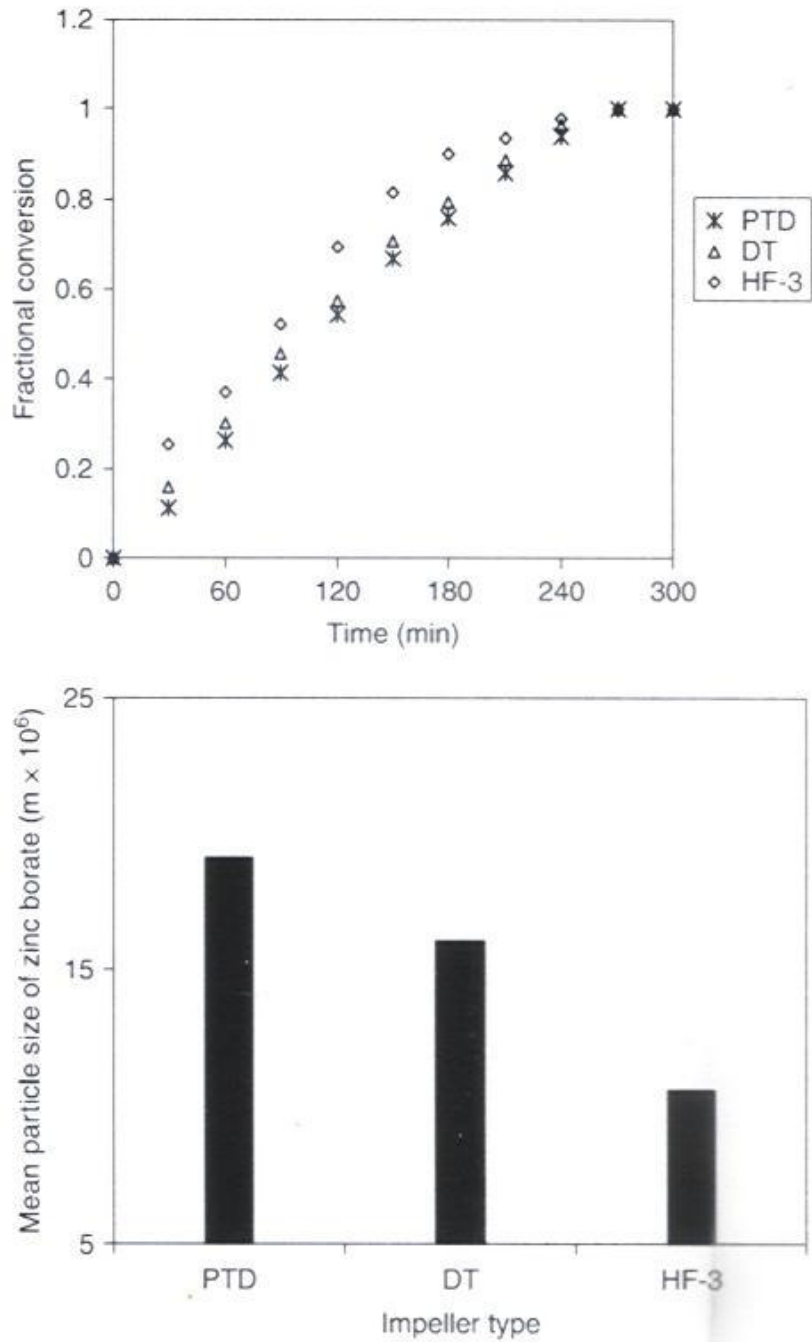 1.2
1
0.8
0.6
0.4
0.2
0
0 60 120 180 240 300
Fractional conversion
Time (min)
PTD
DT
HF-3
25
15
5
Mean particle size of zinc borate (m × 10⁶)
PTD DT HF-3
Impeller type